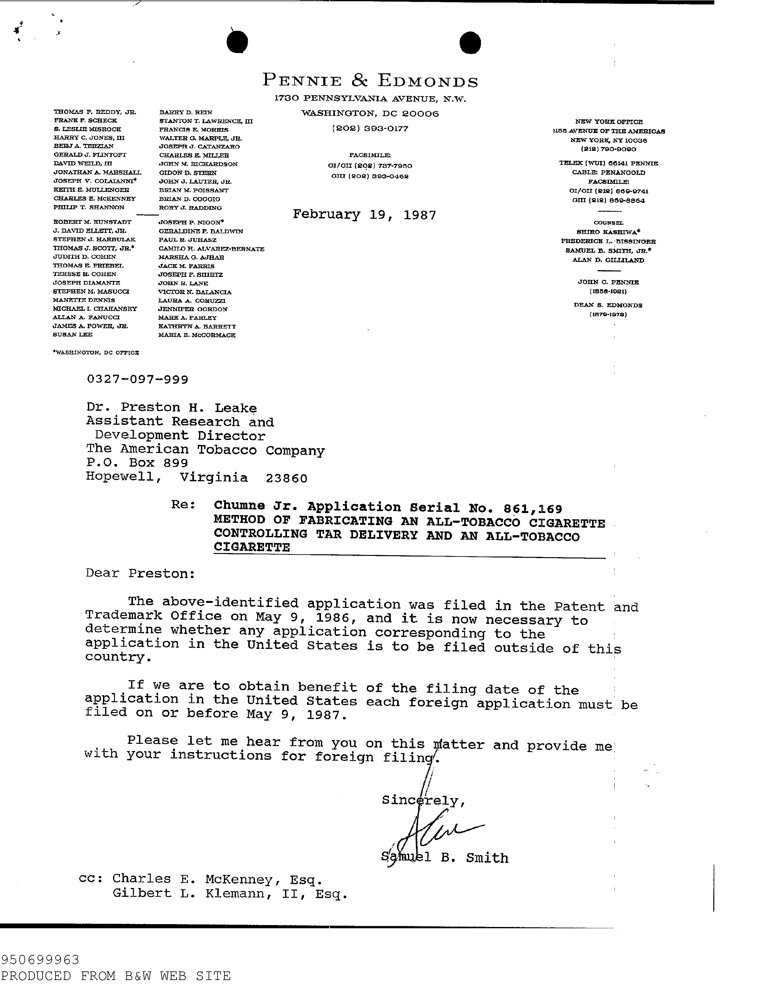 PENNIE & EDMONDS
1730 PENNSYLVANIA AVENUE, N.W.
WASHINGTON, DC 20006
(202) 393-0177
FACSIMILE:
GI/GII (202) 737-7950
GIII (202) 393-0462
THOMAS F. REDDY, JR.
FRANK F. SCHECK
S. LESLIE MISROCK
HARRY C. JONES, III
BERJ A. TERZIAN
GERALD J. FLINTOFT
DAVID WEILD, III
JONATHAN A. MARSHALL
JOSEPH V. COLAIANNI*
KEITH E. MULLENGER
CHARLES E. MCKENNEY
PHILIP T. SHANNON
ROBERT M. KUNSTADT
J. DAVID ELLETT, JR.
STEPHEN J. HARBULAK
THOMAS J. SCOTT, JR.*
JUDITH D. COHEN
THOMAS E. FRIEBEL
TERESE R. COHEN
JOSEPH DIAMANTE
STEPHEN M. MASUCCI
MANETTE DENNIS
MICHAEL I. CHAKANSKY
ALLAN A. FANUCCI
JAMES A. POWER, JR.
SUSAN LEE
*WASHINGTON, DC OFFICE
BARRY D. REIN
STANTON T. LAWRENCE, III
FRANCIS E. MORRIS
WALTER G. MARPLE, JR.
JOSEPH J. CATANZARO
CHARLES E. MILLER
JOHN M. RICHARDSON
GIDON D. STERN
JOHN J. LAUTER, JR.
BRIAN M. POISSANT
BRIAN D. COGGIO
RORY J. RADDING
JOSEPH P. NIGON*
GERALDINE F. BALDWIN
PAUL R. JUHASZ
CAMILO H. ALVAREZ-BERNATE
MARSHA G. AJHAR
JACK M. FARRIS
JOSEPH F. SHIRTZ
JOHN R. LANE
VICTOR N. BALANCIA
LAURA A. CORUZZI
JENNIFER GORDON
MARK A. FARLEY
KATHRYN A. BARRETT
MARIA E. McCORMACK
NEW YORK OFFICE
1155 AVENUE OF THE AMERICAS
NEW YORK, NY 10036
(212) 790-9090
TELEX (WUI) 66141 PENNIE
CABLE: PENANGOLD
FACSIMILE:
GI/GII (212) 869-9741
GIII (212) 869-8864
COUNSEL
SHIRO KASHIWA*
FREDERICK L. BISSINGER
SAMUEL B. SMITH, JR.*
ALAN D. GILLILAND
JOHN C. PENNIE
(1858-1921)
DEAN S. EDMONDS
(1879-1972)
February 19, 1987
0327-097-999
Dr. Preston H. Leake
Assistant Research and
Development Director
The American Tobacco Company
P.O. Box 899
Hopewell, Virginia 23860
Re: Chumne Jr. Application Serial No. 861,169
METHOD OF FABRICATING AN ALL-TOBACCO CIGARETTE
CONTROLLING TAR DELIVERY AND AN ALL-TOBACCO
CIGARETTE
Dear Preston:
The above-identified application was filed in the Patent and
Trademark Office on May 9, 1986, and it is now necessary to
determine whether any application corresponding to the
application in the United States is to be filed outside of this
country.
If we are to obtain benefit of the filing date of the
application in the United States each foreign application must be
filed on or before May 9, 1987.
Please let me hear from you on this matter and provide me
with your instructions for foreign filing.
Sincerely,
Samuel B. Smith
cc: Charles E. McKenney, Esq.
Gilbert L. Klemann, II, Esq.
950699963
PRODUCED FROM B&W WEB SITE